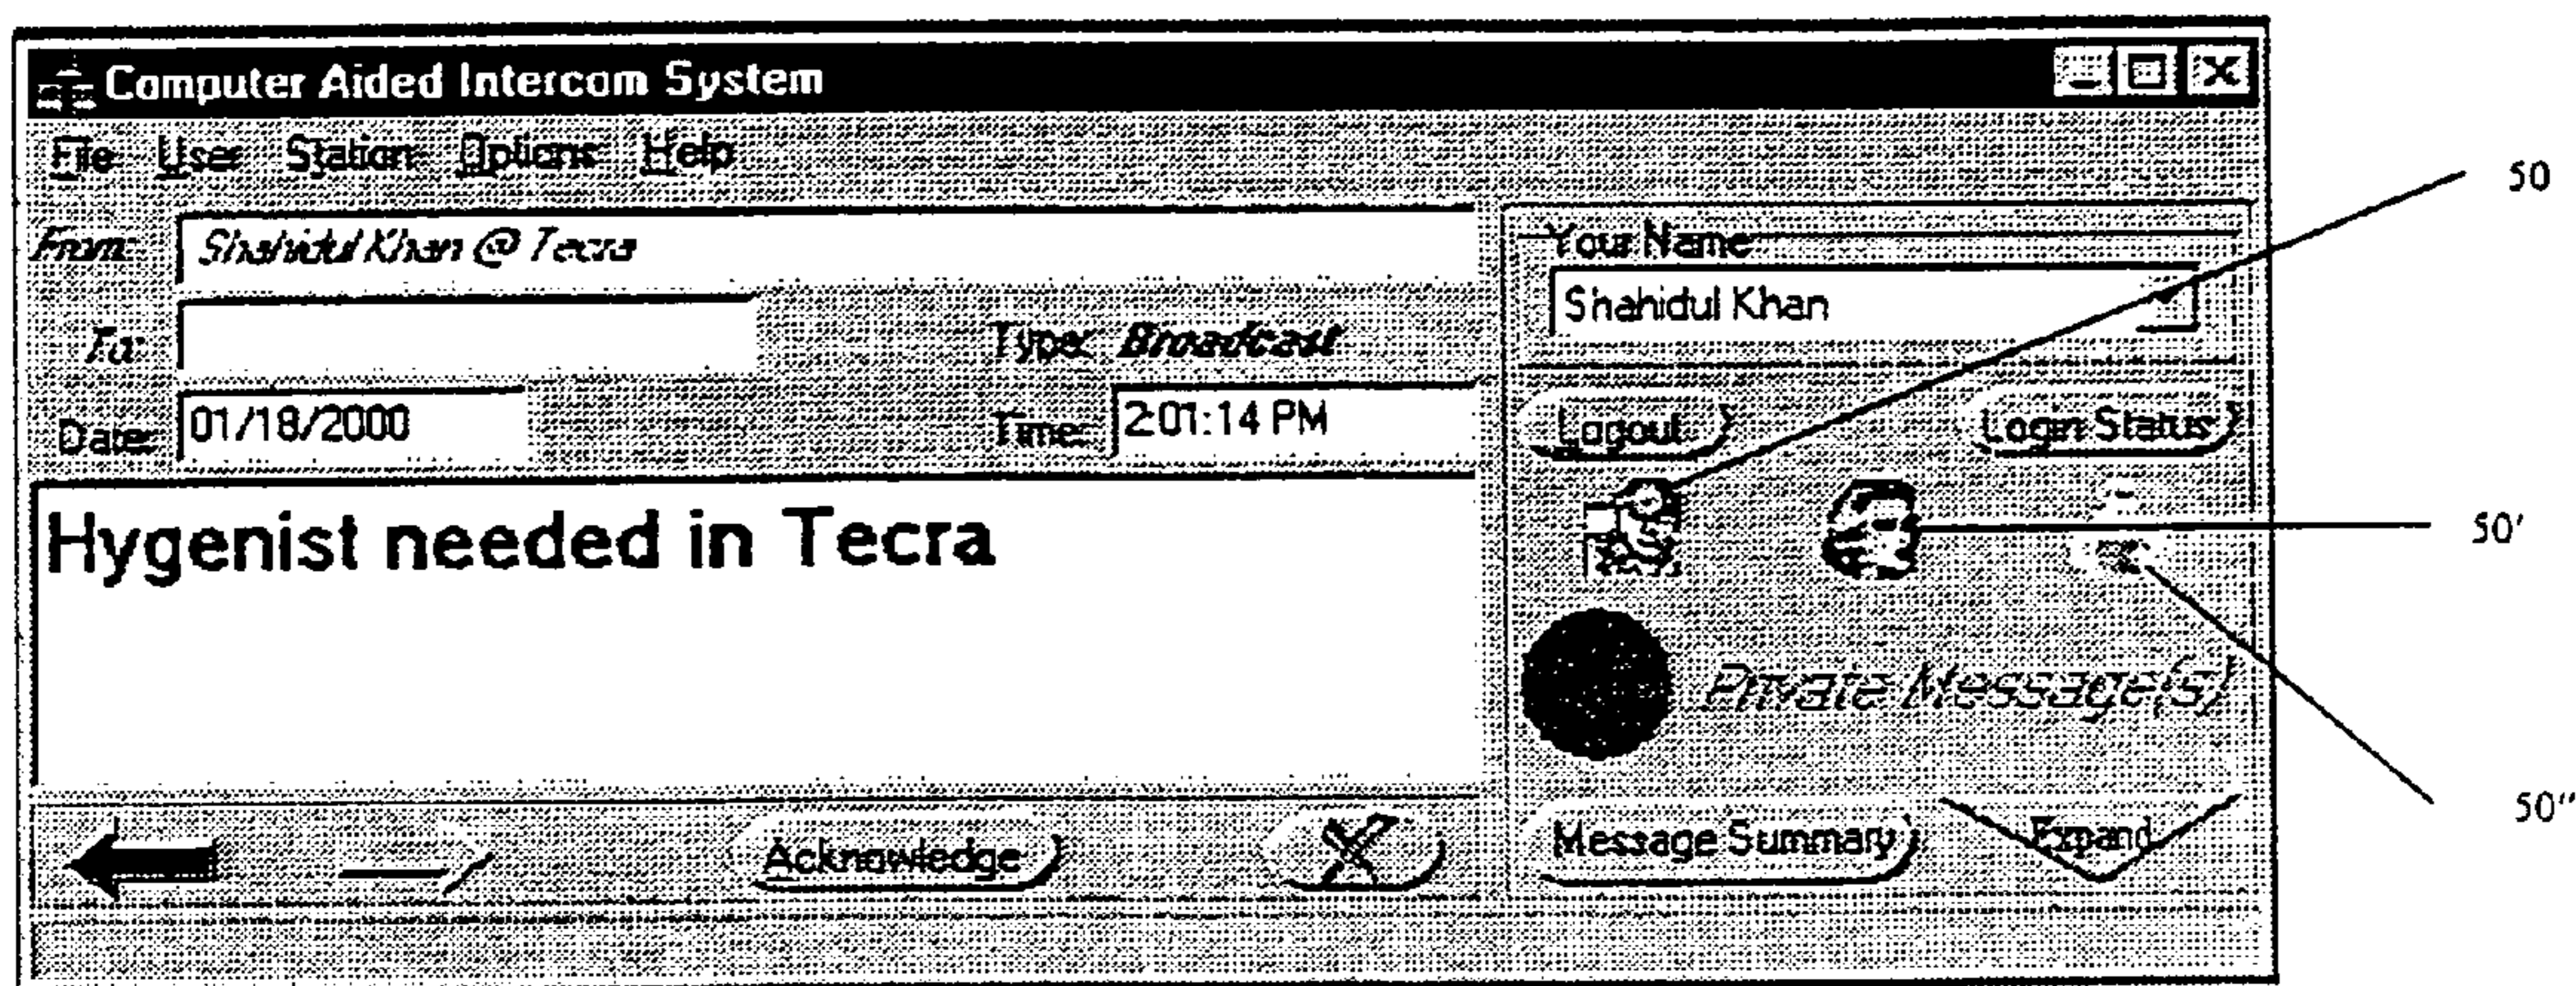 Computer Aided Intercom System
File User Station Options Help
From: Shahidul Khan @ Tecra
To: Type: Broadcast
Date: 01/18/2000 Time: 2:01:14 PM
Hygenist needed in Tecra
Acknowledge
Your Name
Shahidul Khan
Logout Login Status
Private Message(s)
Message Summary Expand
50
50'
50"